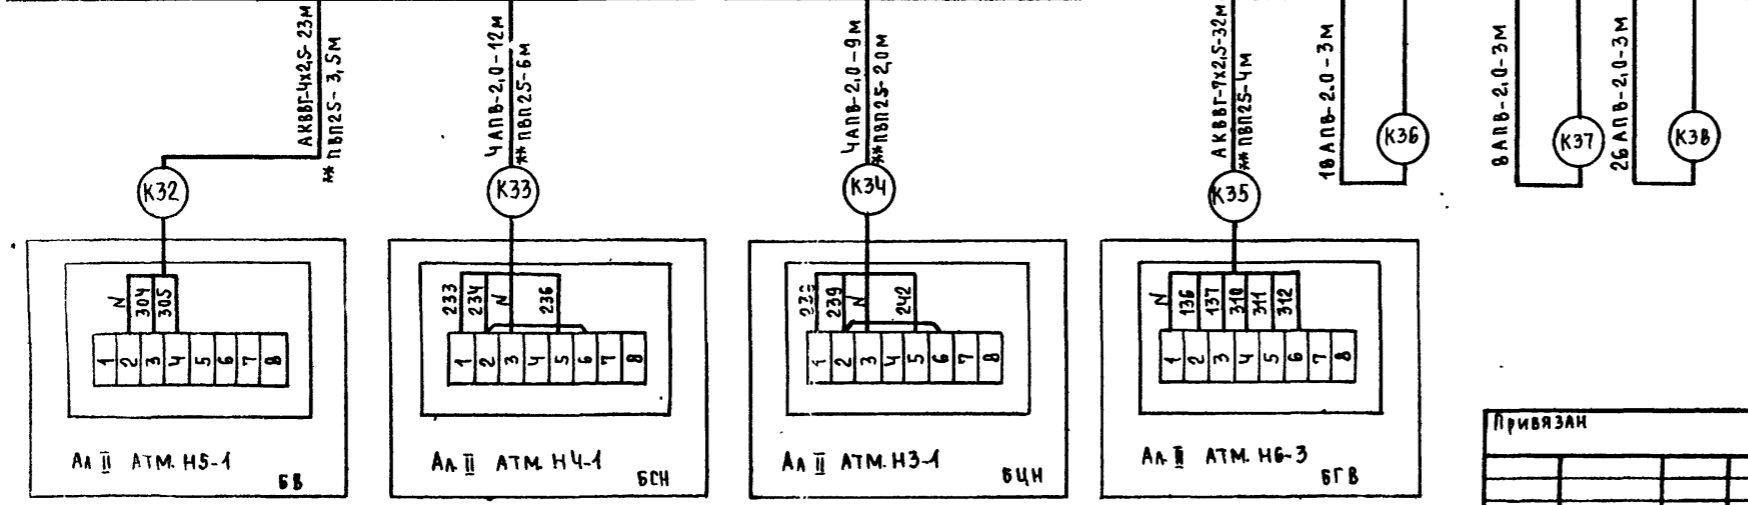 АКВВГ-4х2,5-23м
** ПВП25-3,5м
4АПВ-2,0-12м
** ПВП25-6м
4АПВ-2,0-9м
** ПВП25-2,0м
АКВВГ-7х2,5-32м
** ПВП25-4м
18АПВ-2.0-3м
8АПВ-2,0-3м
26АПВ-2,0-3м
К32
К33
К34
К35
К36
К37
К38
N 304 305
1 2 3 4 5 6 7 8
Ал II АТМ. Н5-1
БВ
233 234 N 236
1 2 3 4 5 6 7 8
Ал. II АТМ. Н4-1
БСН
239 N 242
1 2 3 4 5 6 7 8
Ал II АТМ. Н3-1
БЦН
N 136 137 310 311 312
1 2 3 4 5 6 7 8
Ал. II АТМ. Н6-3
БГВ
Привязан